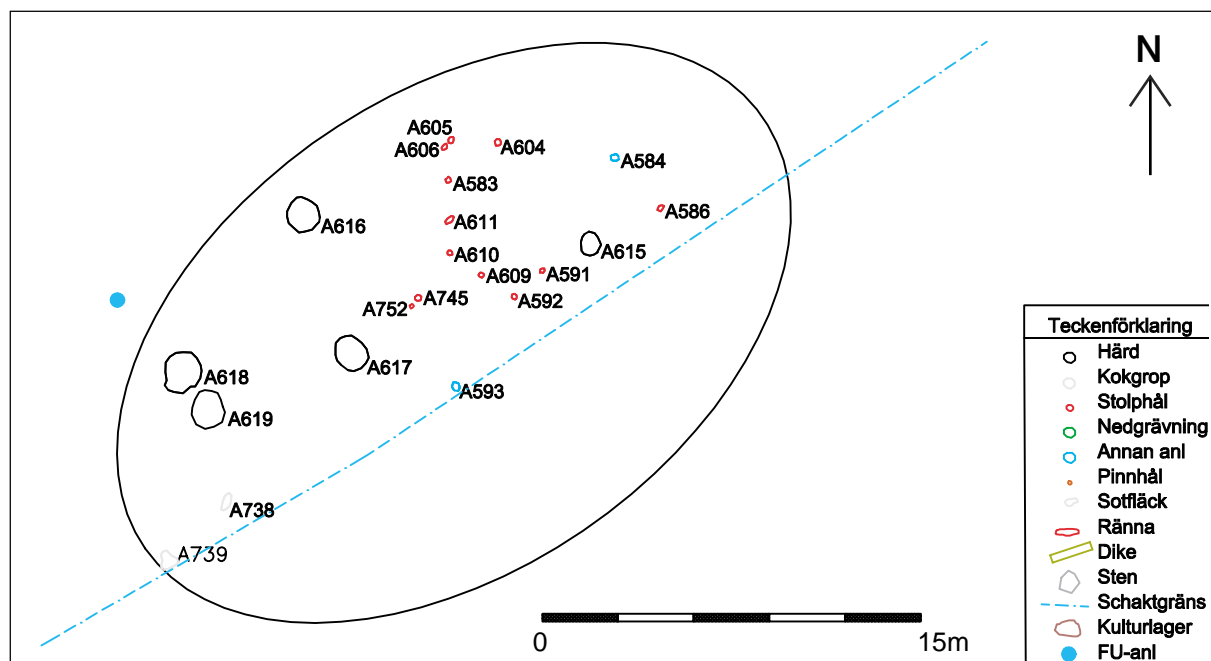 N
A605
A606
A604
A584
A583
A586
A611
A616
A615
A610
A609
A591
A745
A592
A752
A617
A618
A593
A619
A738
A739
0
15m
Teckenförklaring
Härd
Kokgrop
Stolphål
Nedgrävning
Annan anl
Pinnhål
Sotfläck
Ränna
Dike
Sten
Schaktgräns
Kulturlager
FU-anl